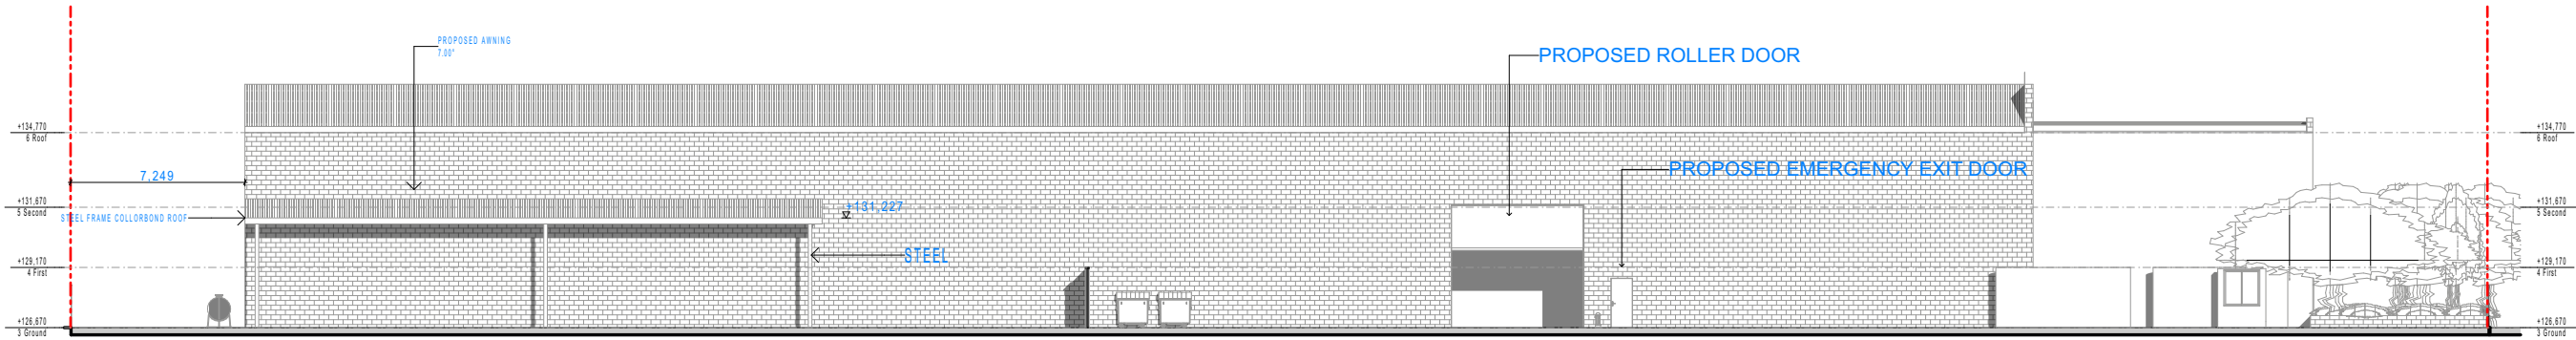 PROPOSED AWNING
7.00°
PROPOSED ROLLER DOOR
+134,770
6 Roof
+134,770
6 Roof
PROPOSED EMERGENCY EXIT DOOR
7,249
+131,670
5 Second
STEEL FRAME COLLORBOND ROOF
+131,227
+131,670
5 Second
STEEL
+129,170
4 First
+129,170
4 First
+126,670
3 Ground
+126,670
3 Ground